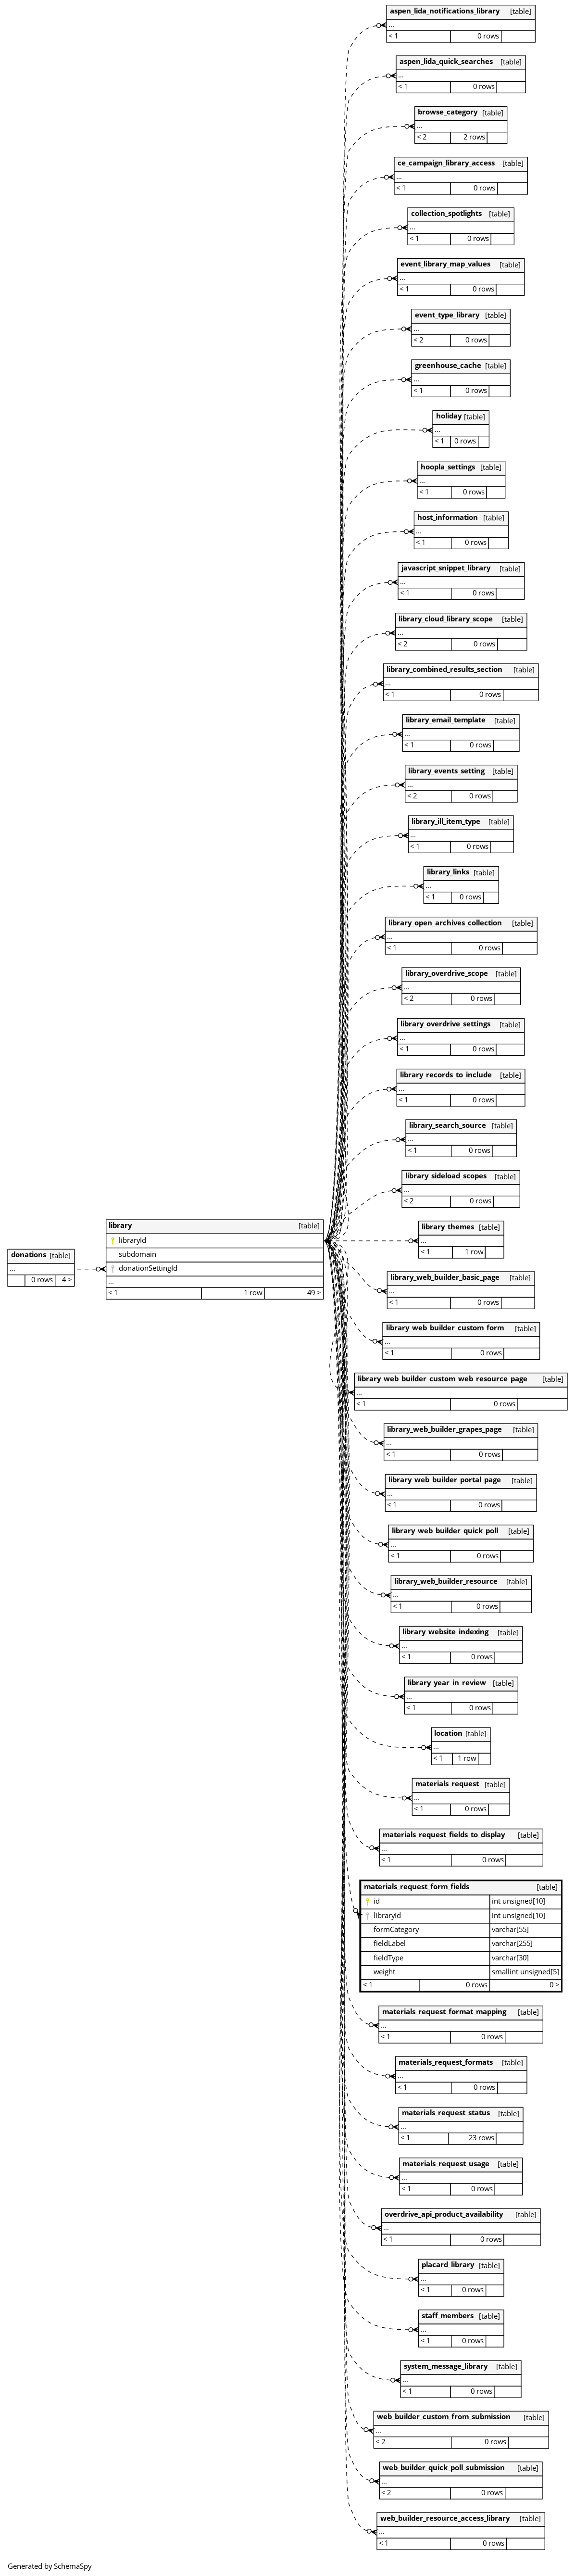 aspen_lida_notifications_library [table]
...
< 1 0 rows
aspen_lida_quick_searches [table]
...
< 1 0 rows
browse_category [table]
...
< 2 2 rows
ce_campaign_library_access [table]
...
< 1 0 rows
collection_spotlights [table]
...
< 1 0 rows
event_library_map_values [table]
...
< 1 0 rows
event_type_library [table]
...
< 2 0 rows
greenhouse_cache [table]
...
< 1 0 rows
holiday [table]
...
< 1 0 rows
hoopla_settings [table]
...
< 1 0 rows
host_information [table]
...
< 1 0 rows
javascript_snippet_library [table]
...
< 1 0 rows
library_cloud_library_scope [table]
...
< 2 0 rows
library_combined_results_section [table]
...
< 1 0 rows
library_email_template [table]
...
< 1 0 rows
library_events_setting [table]
...
< 2 0 rows
library_ill_item_type [table]
...
< 1 0 rows
library_links [table]
...
< 1 0 rows
library_open_archives_collection [table]
...
< 1 0 rows
library_overdrive_scope [table]
...
< 2 0 rows
library_overdrive_settings [table]
...
< 1 0 rows
library_records_to_include [table]
...
< 1 0 rows
library_search_source [table]
...
< 1 0 rows
library_sideload_scopes [table]
...
< 2 0 rows
library_themes [table]
...
< 1 1 row
donations [table]
...
0 rows 4 >
library [table]
libraryId
subdomain
donationSettingId
...
< 1 1 row 49 >
library_web_builder_basic_page [table]
...
< 1 0 rows
library_web_builder_custom_form [table]
...
< 1 0 rows
library_web_builder_custom_web_resource_page [table]
...
< 1 0 rows
library_web_builder_grapes_page [table]
...
< 1 0 rows
library_web_builder_portal_page [table]
...
< 1 0 rows
library_web_builder_quick_poll [table]
...
< 1 0 rows
library_web_builder_resource [table]
...
< 1 0 rows
library_website_indexing [table]
...
< 1 0 rows
library_year_in_review [table]
...
< 1 0 rows
location [table]
...
< 1 1 row
materials_request [table]
...
< 1 0 rows
materials_request_fields_to_display [table]
...
< 1 0 rows
materials_request_form_fields [table]
id int unsigned[10]
libraryId int unsigned[10]
formCategory varchar[55]
fieldLabel varchar[255]
fieldType varchar[30]
weight smallint unsigned[5]
< 1 0 rows 0 >
materials_request_format_mapping [table]
...
< 1 0 rows
materials_request_formats [table]
...
< 1 0 rows
materials_request_status [table]
...
< 1 23 rows
materials_request_usage [table]
...
< 1 0 rows
overdrive_api_product_availability [table]
...
< 1 0 rows
placard_library [table]
...
< 1 0 rows
staff_members [table]
...
< 1 0 rows
system_message_library [table]
...
< 1 0 rows
web_builder_custom_from_submission [table]
...
< 2 0 rows
web_builder_quick_poll_submission [table]
...
< 2 0 rows
web_builder_resource_access_library [table]
...
< 1 0 rows
Generated by SchemaSpy